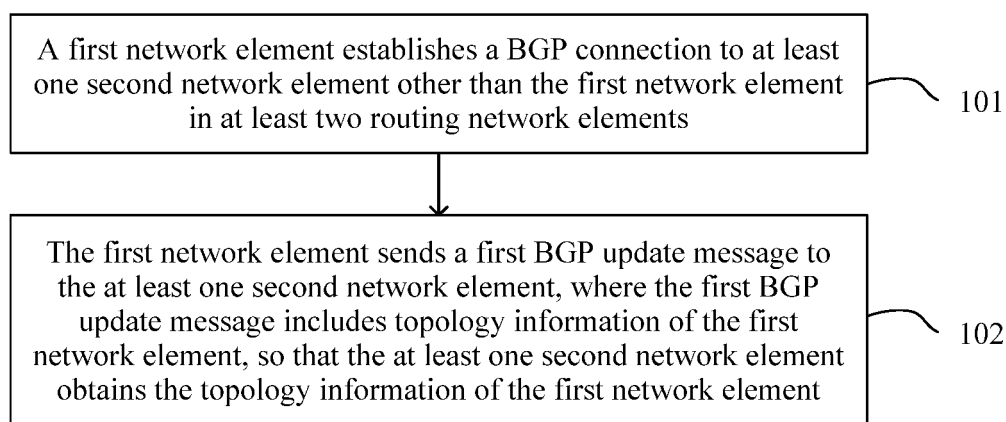 A first network element establishes a BGP connection to at least
one second network element other than the first network element
in at least two routing network elements
101
The first network element sends a first BGP update message to
the at least one second network element, where the first BGP
update message includes topology information of the first
network element, so that the at least one second network element
obtains the topology information of the first network element
102